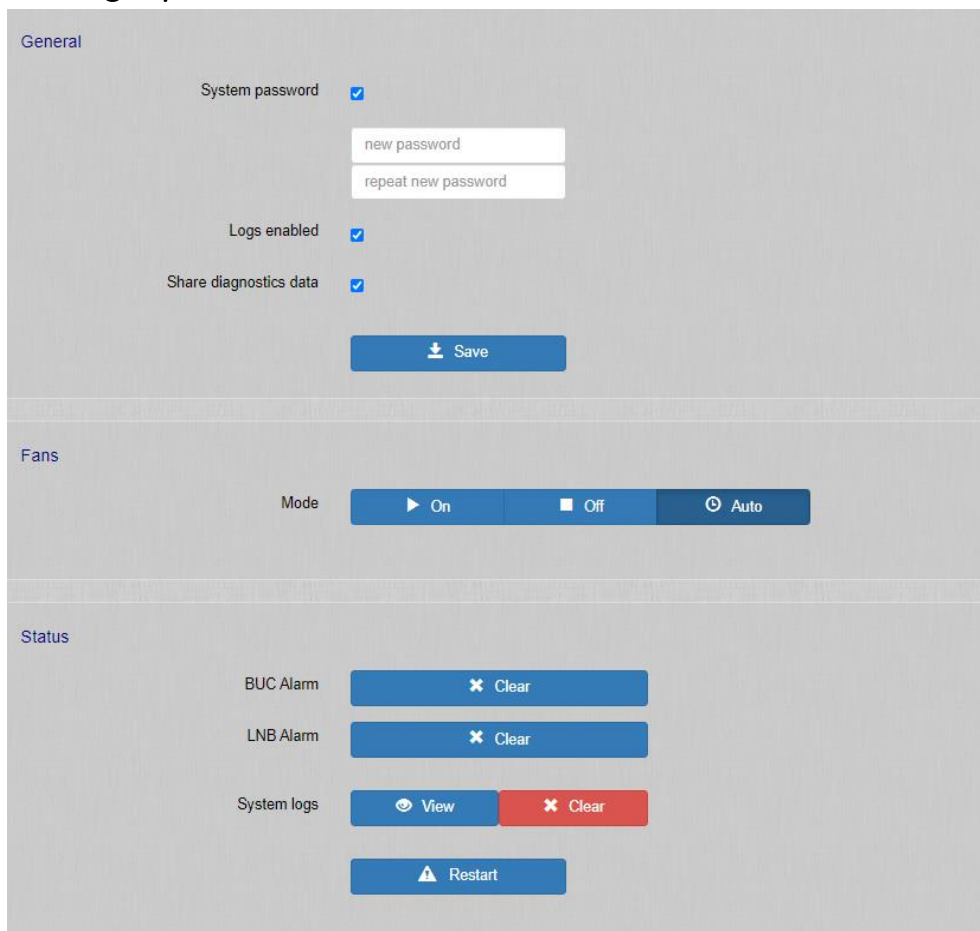 General
System password
new password
repeat new password
Logs enabled
Share diagnostics data
Save
Fans
Mode On Off Auto
Status
BUC Alarm Clear
LNB Alarm Clear
System logs View Clear
Restart